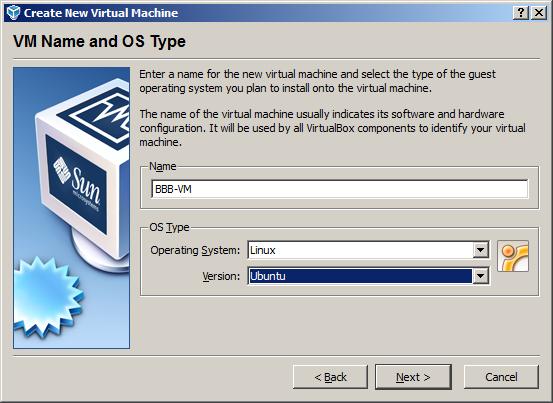 Create New Virtual Machine
VM Name and OS Type
Enter a name for the new virtual machine and select the type of the guest
operating system you plan to install onto the virtual machine.
The name of the virtual machine usually indicates its software and hardware
configuration. It will be used by all VirtualBox components to identify your virtual
machine.
Name
BBB-VM
Sun
microsystems
OS Type
Operating System: Linux
Version: Ubuntu
< Back Next > Cancel